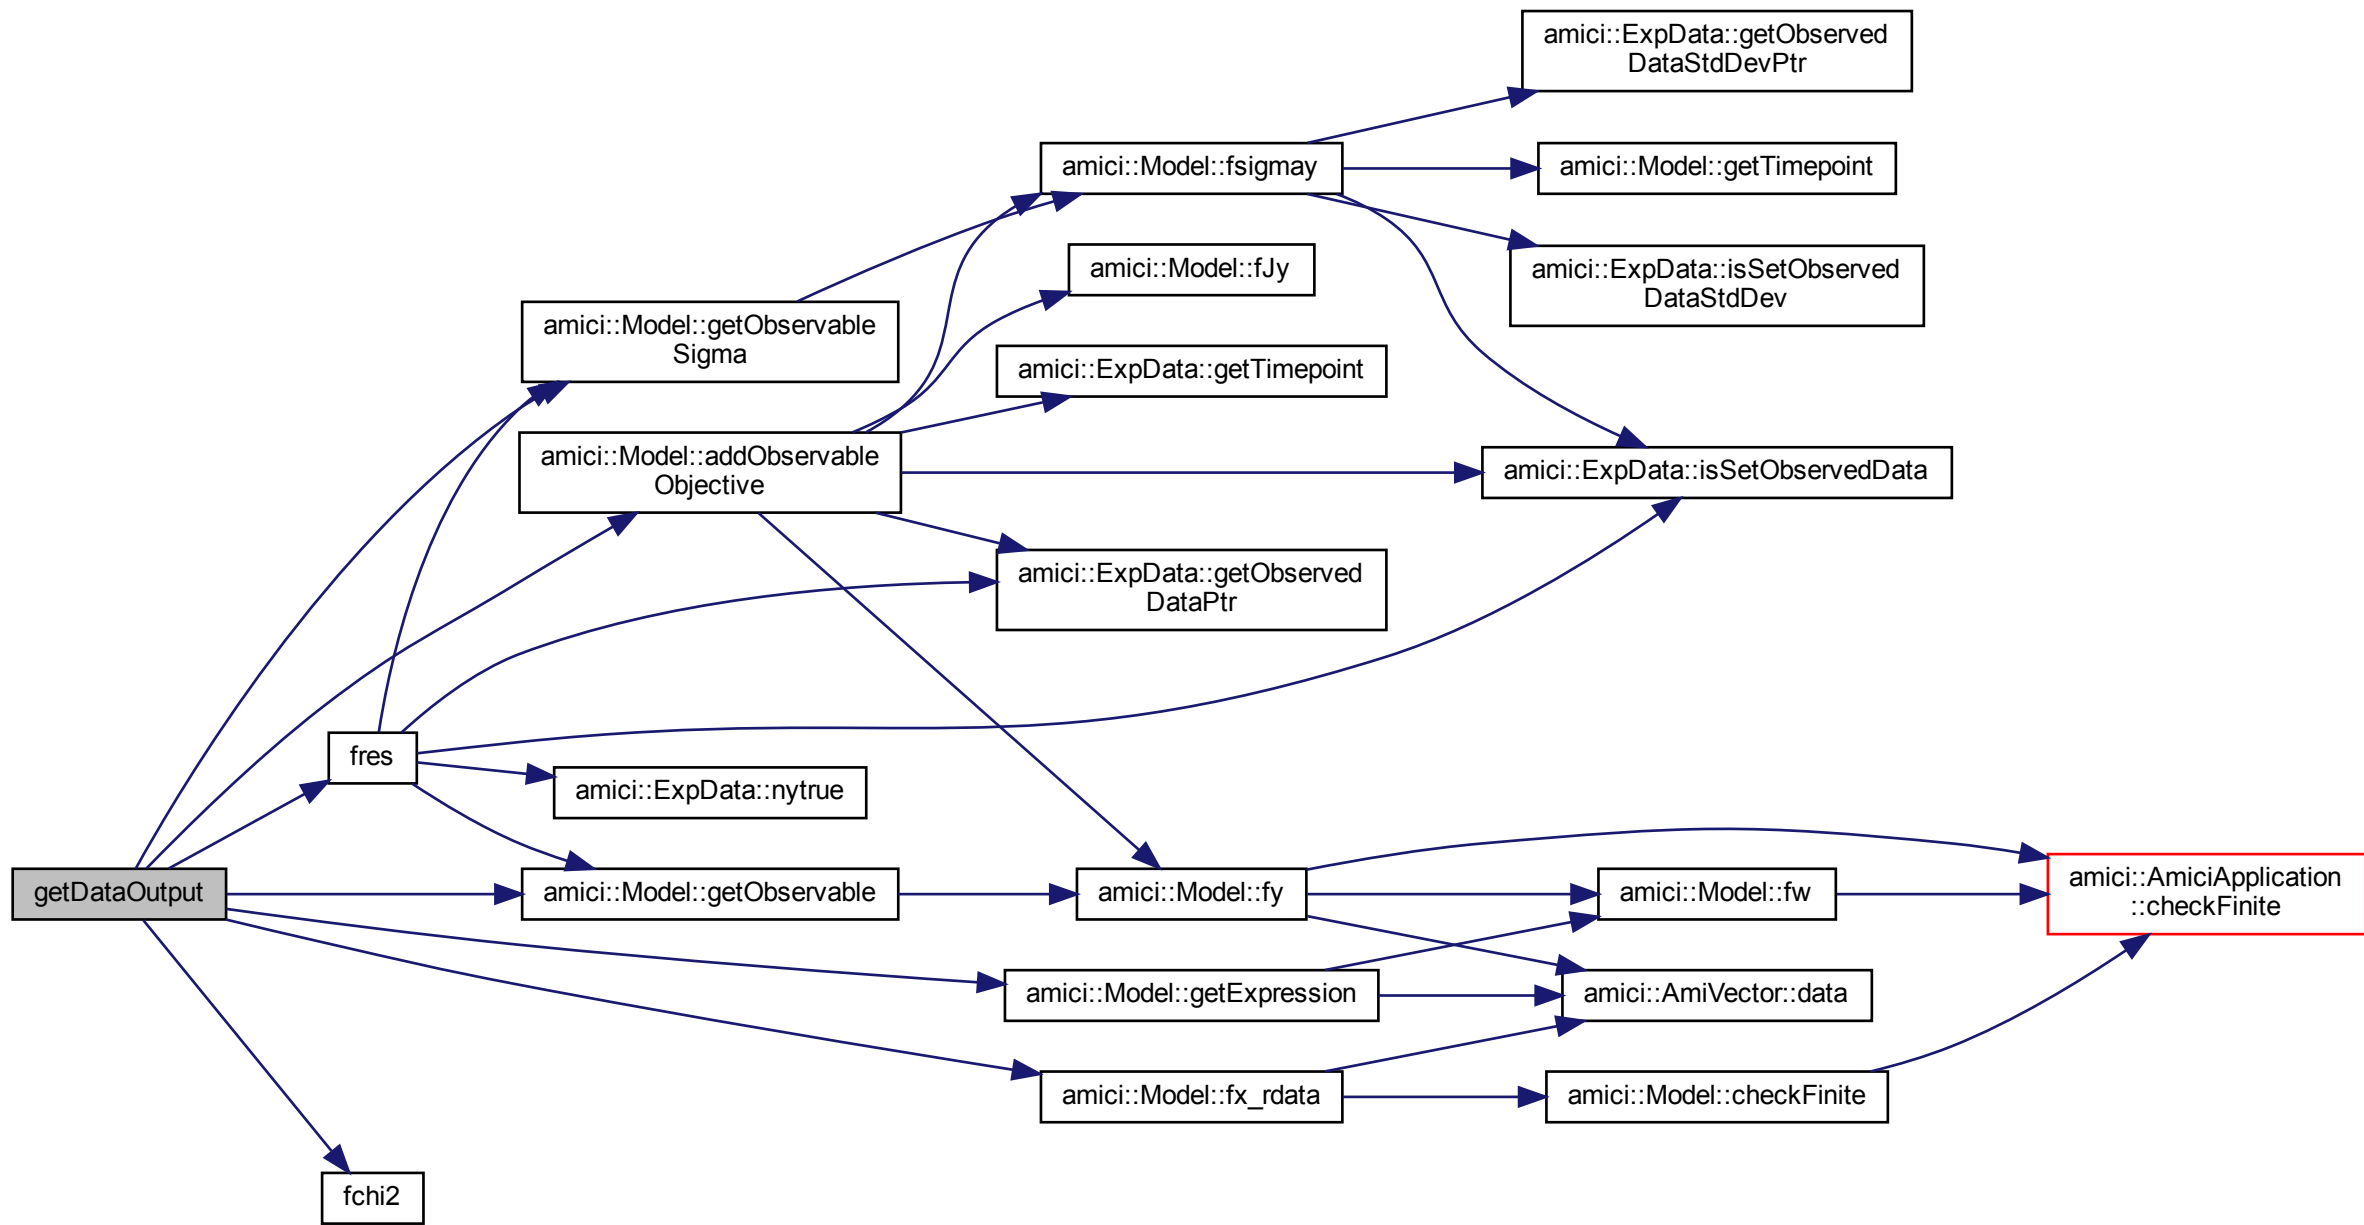 amici::ExpData::getObserved
DataStdDevPtr
amici::Model::fsigmay
amici::Model::getTimepoint
amici::Model::fJy
amici::ExpData::isSetObserved
DataStdDev
amici::Model::getObservable
Sigma
amici::ExpData::getTimepoint
amici::Model::addObservable
Objective
amici::ExpData::isSetObservedData
amici::ExpData::getObserved
DataPtr
fres
amici::ExpData::nytrue
getDataOutput
amici::Model::getObservable
amici::Model::fy
amici::Model::fw
amici::AmiciApplication
::checkFinite
amici::Model::getExpression
amici::AmiVector::data
amici::Model::fx_rdata
amici::Model::checkFinite
fchi2